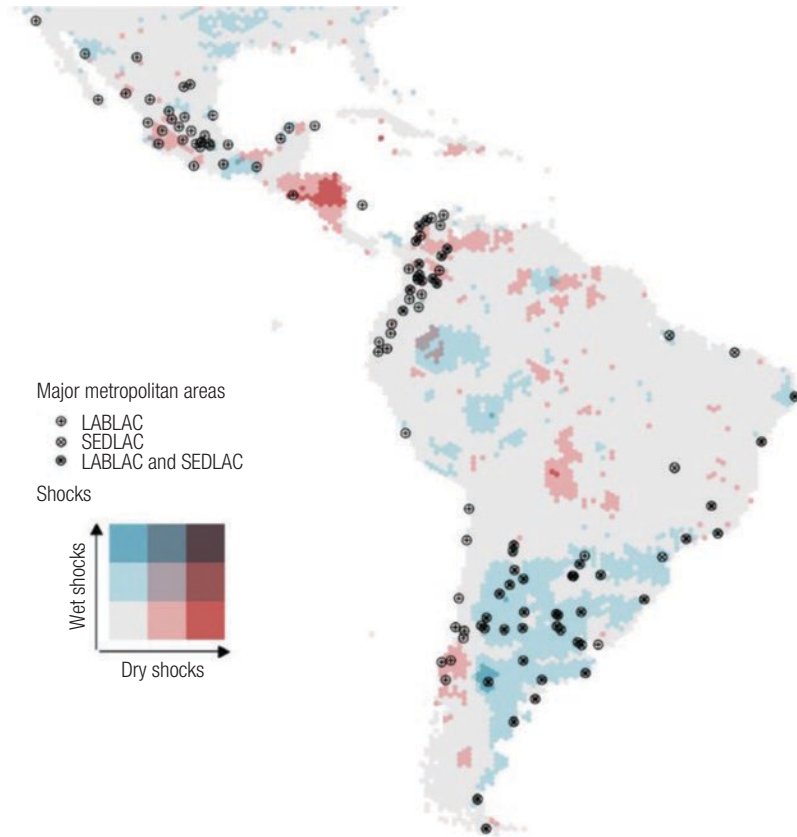 Major metropolitan areas
LABLAC
SEDLAC
LABLAC and SEDLAC
Shocks
Wet shocks
Dry shocks